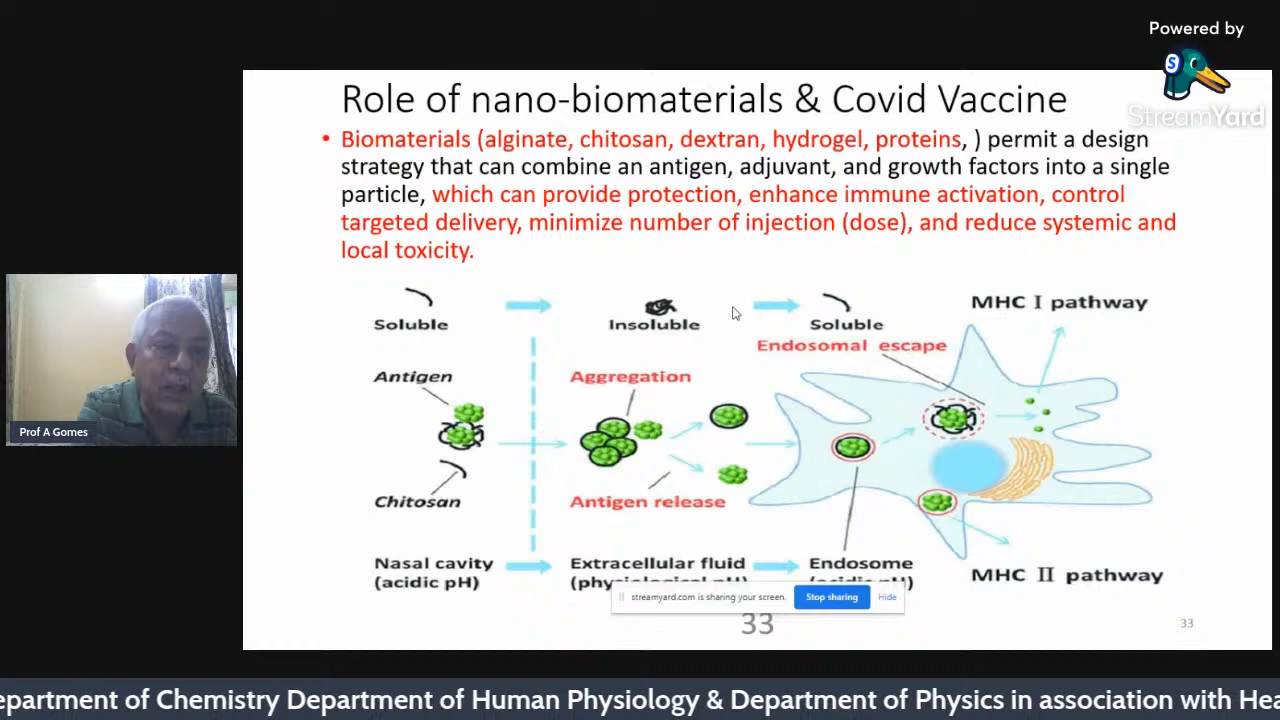 Powered by
S
StreamYard
Role of nano-biomaterials & Covid Vaccine
• Biomaterials (alginate, chitosan, dextran, hydrogel, proteins, ) permit a design
strategy that can combine an antigen, adjuvant, and growth factors into a single
particle, which can provide protection, enhance immune activation, control
targeted delivery, minimize number of injection (dose), and reduce systemic and
local toxicity.
Soluble
Insoluble
Soluble
MHC I pathway
Endosomal escape
Antigen
Aggregation
Prof A Gomes
Chitosan
Antigen release
Nasal cavity
(acidic pH)
Extracellular fluid
(physiological pH)
Endosome
(acidic pH)
MHC II pathway
streamyard.com is sharing your screen.
Stop sharing
Hide
33
33
epartment of Chemistry Department of Human Physiology & Department of Physics in association with Hea